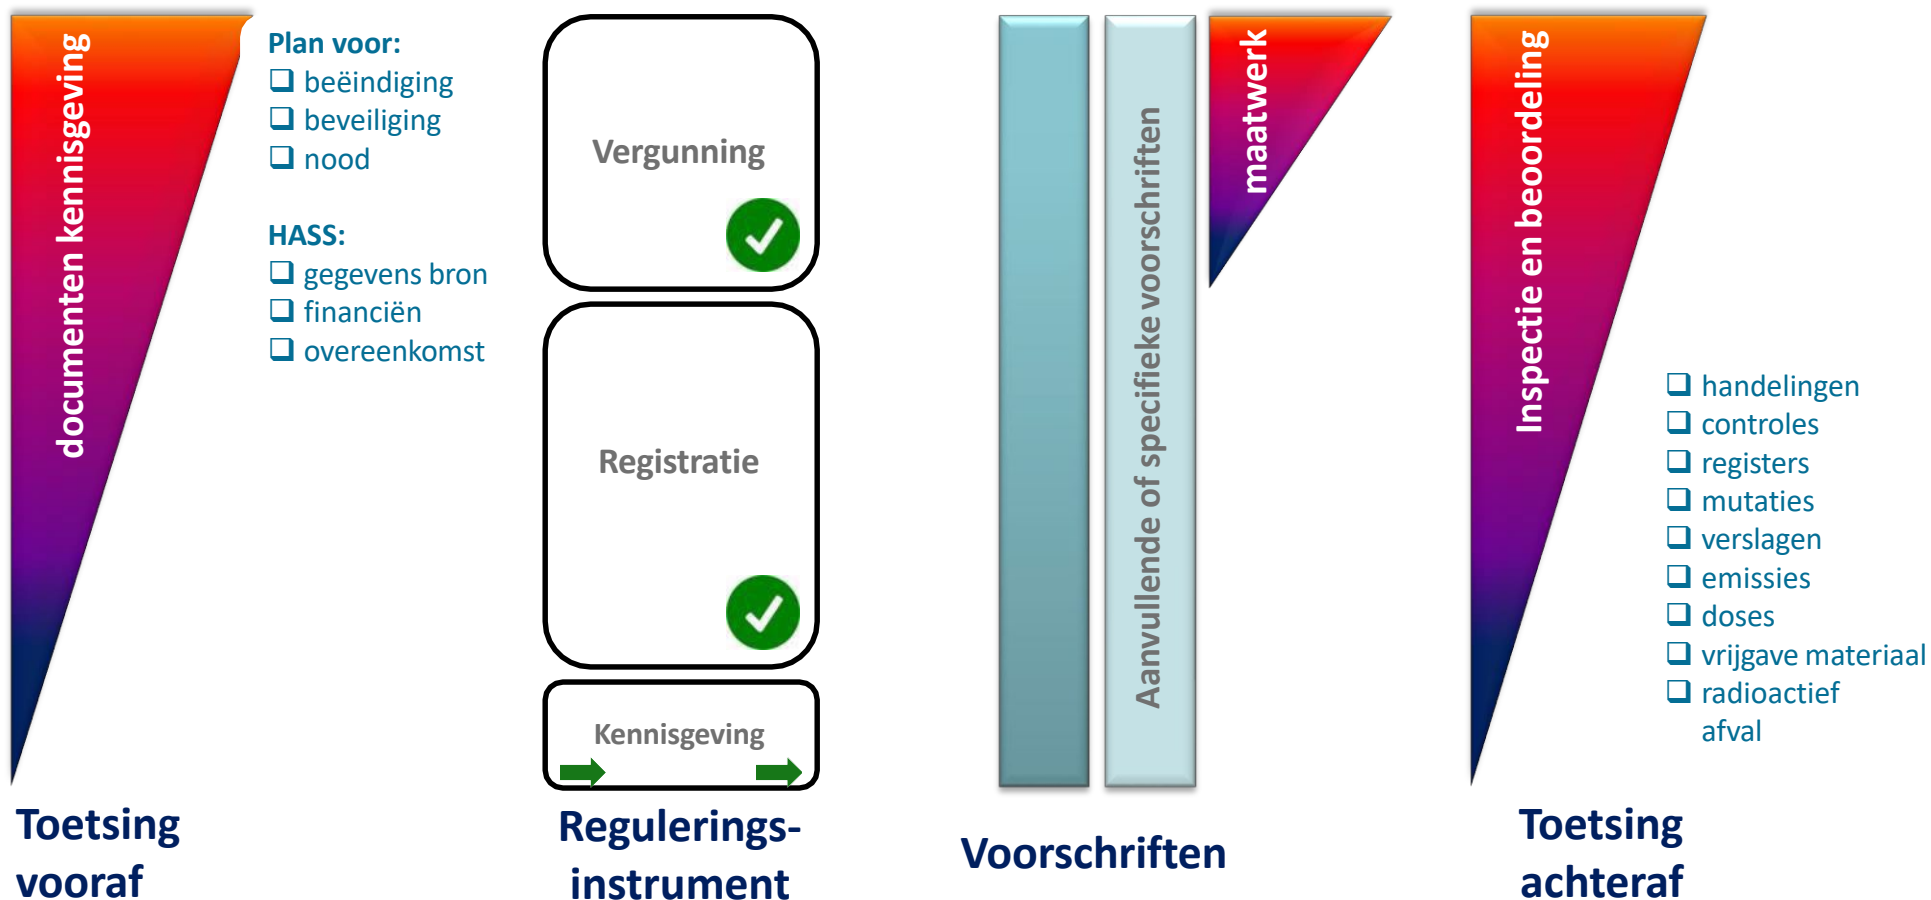 documenten kennisgeving
Plan voor:
beëindiging
beveiliging
nood
HASS:
gegevens bron
financiën
overeenkomst
Toetsing
vooraf
Vergunning
Registratie
Kennisgeving
Regulerings-
instrument
Aanvullende of specifieke voorschriften
maatwerk
Voorschriften
Inspectie en beoordeling
handelingen
controles
registers
mutaties
verslagen
emissies
doses
vrijgave materiaal
radioactief
afval
Toetsing
achteraf